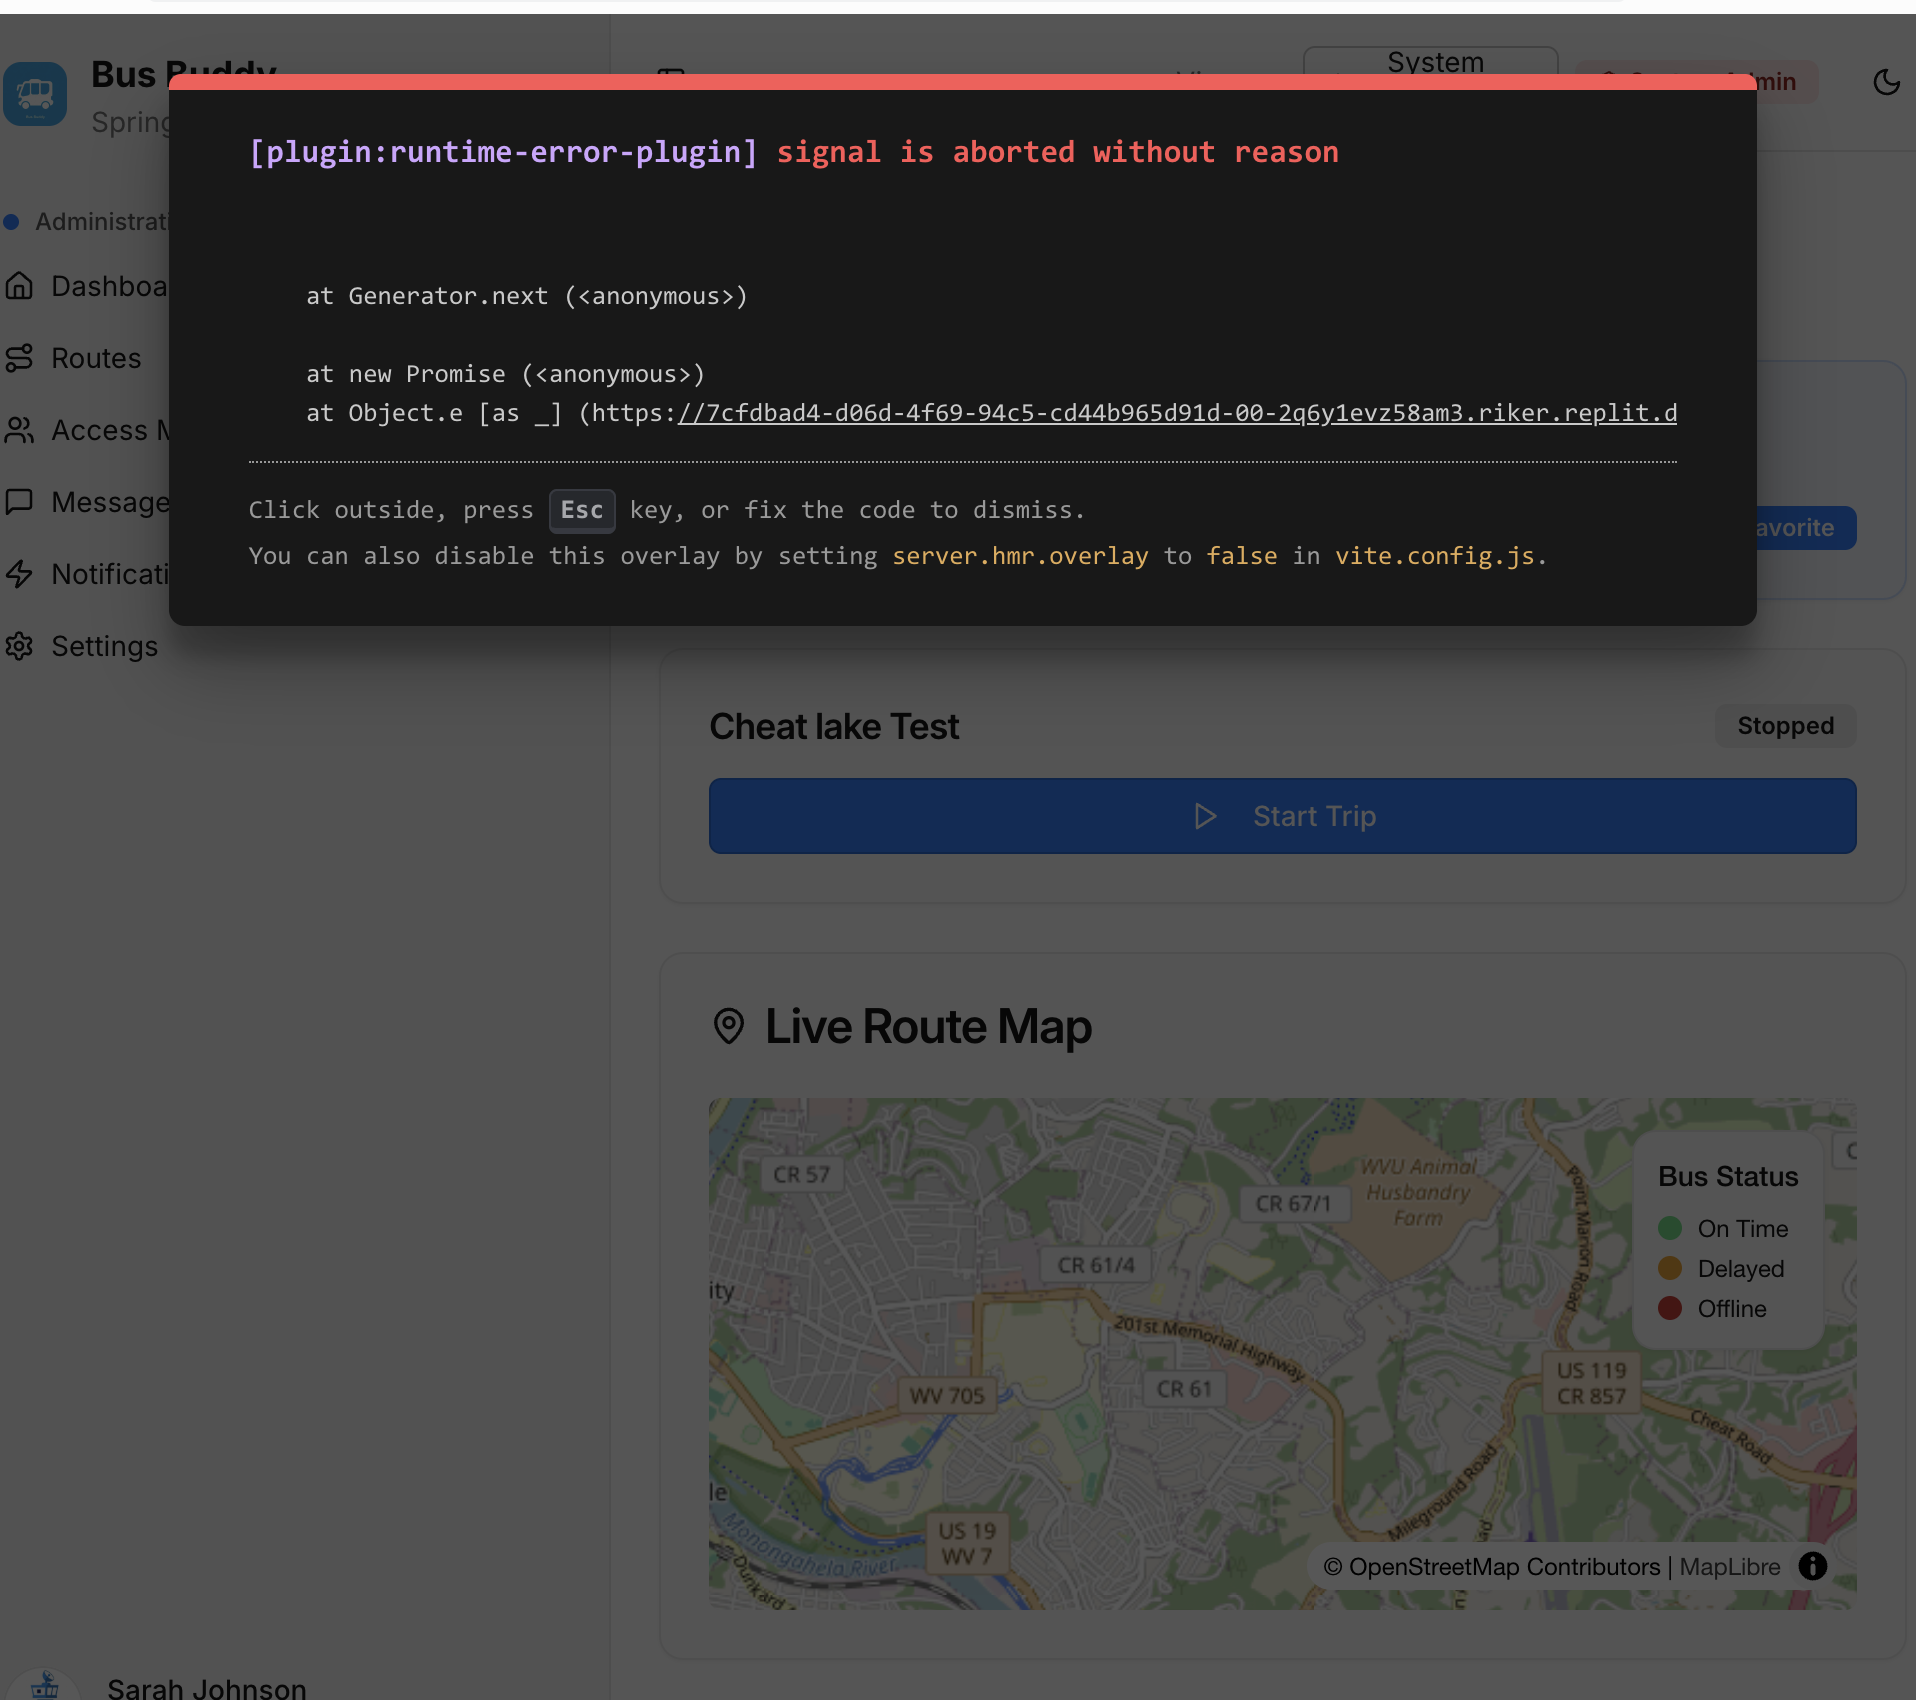 Bus Buddy
Spring
System
min
[plugin:runtime-error-plugin] signal is aborted without reason
Administrati
at Generator.next (<anonymous>)
Dashboa
Routes
at new Promise (<anonymous>)
at Object.e [as _] (https://7cfdbad4-d06d-4f69-94c5-cd44b965d91d-00-2q6y1evz58am3.riker.replit.d
Access M
Message
Click outside, press Esc key, or fix the code to dismiss.
avorite
You can also disable this overlay by setting server.hmr.overlay to false in vite.config.js.
Notificati
Settings
Cheat lake Test
Stopped
Start Trip
Live Route Map
CR 57
WVU Animal
Husbandry
Farm
CR 67/1
Point Marion Road
Bus Status
On Time
Delayed
Offline
CR 61/4
ity
201st Memorial Highway
WV 705
CR 61
US 119
CR 857
Cheat Road
Mileground Road
le
US 19
WV 7
Monongahela River
ad
© OpenStreetMap Contributors | MapLibre
Sarah Johnson